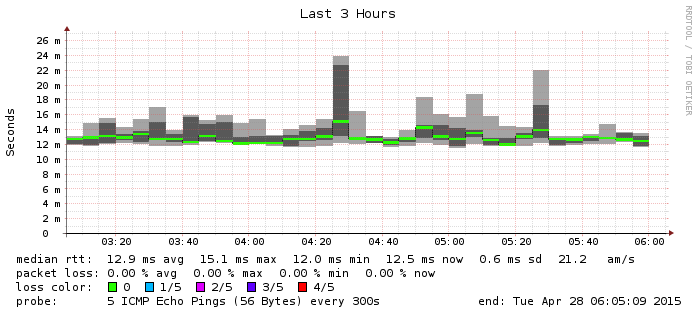 Last 3 Hours
RRDTOOL / TOBI OETIKER
Seconds
26 m
24 m
22 m
20 m
18 m
16 m
14 m
12 m
10 m
8 m
6 m
4 m
2 m
0
03:20 03:40 04:00 04:20 04:40 05:00 05:20 05:40 06:00
median rtt: 12.9 ms avg 15.1 ms max 12.0 ms min 12.5 ms now 0.6 ms sd 21.2 am/s
packet loss: 0.00 % avg 0.00 % max 0.00 % min 0.00 % now
loss color: 0 1/5 2/5 3/5 4/5
probe: 5 ICMP Echo Pings (56 Bytes) every 300s end: Tue Apr 28 06:05:09 2015